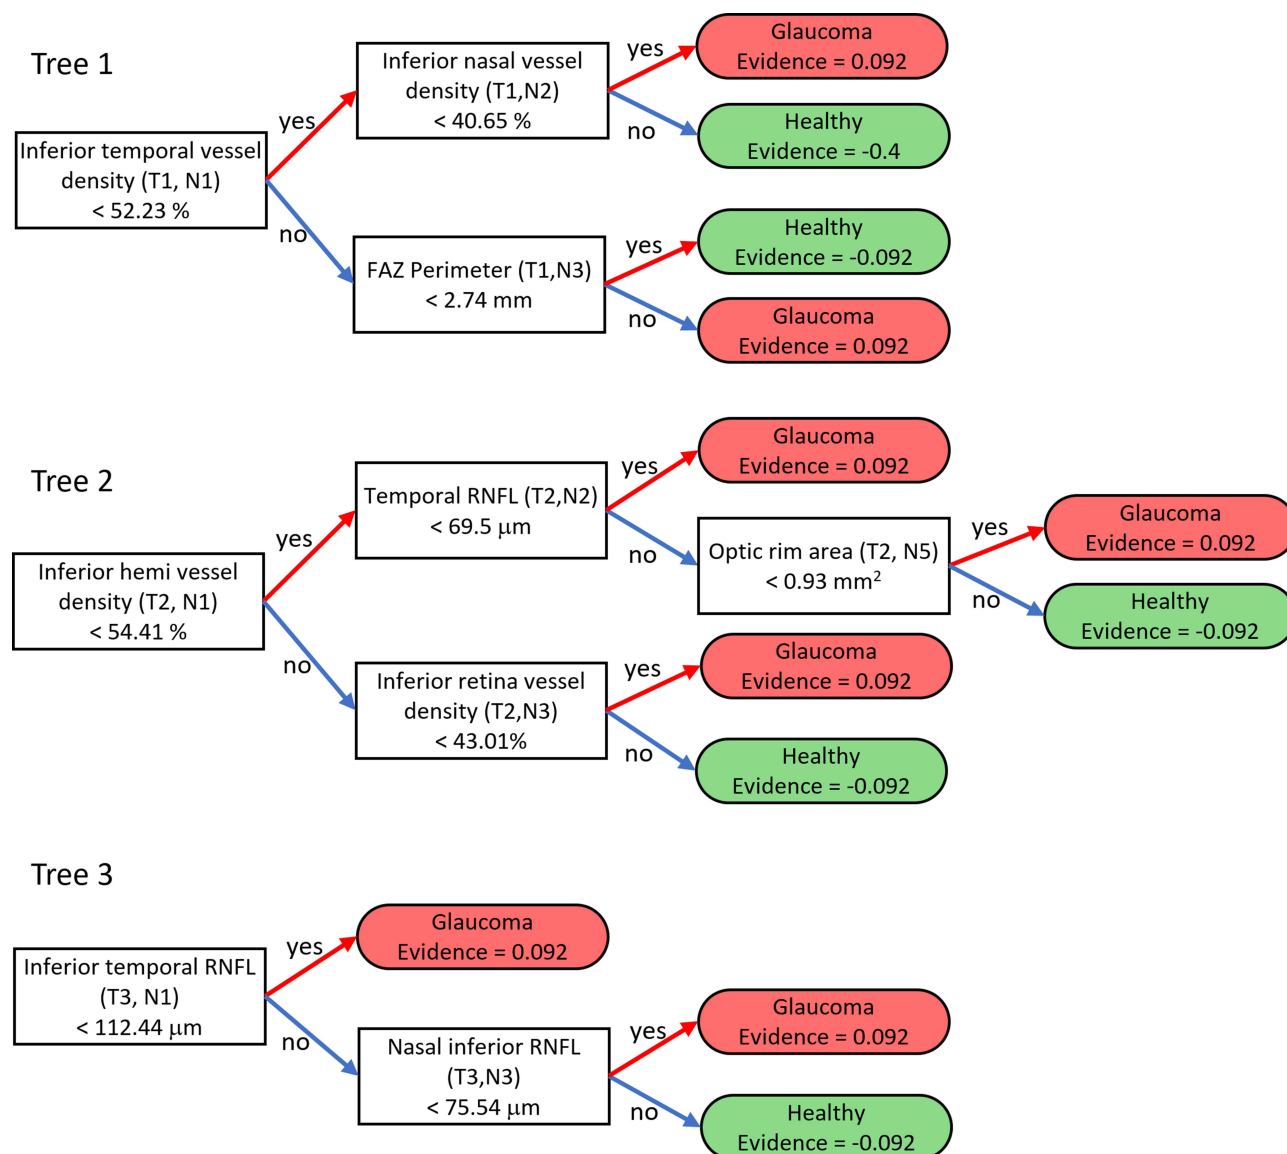 Tree 1
Inferior temporal vessel
density (T1, N1)
< 52.23 %
yes
no
Inferior nasal vessel
density (T1,N2)
< 40.65 %
yes
no
Glaucoma
Evidence = 0.092
Healthy
Evidence = -0.4
FAZ Perimeter (T1,N3)
< 2.74 mm
yes
no
Healthy
Evidence = -0.092
Glaucoma
Evidence = 0.092
Tree 2
Inferior hemi vessel
density (T2, N1)
< 54.41 %
yes
no
Temporal RNFL (T2,N2)
< 69.5 μm
yes
no
Glaucoma
Evidence = 0.092
Optic rim area (T2, N5)
< 0.93 mm²
yes
no
Glaucoma
Evidence = 0.092
Healthy
Evidence = -0.092
Inferior retina vessel
density (T2,N3)
< 43.01%
yes
no
Glaucoma
Evidence = 0.092
Healthy
Evidence = -0.092
Tree 3
Inferior temporal RNFL
(T3, N1)
< 112.44 μm
yes
no
Glaucoma
Evidence = 0.092
Nasal inferior RNFL
(T3,N3)
< 75.54 μm
yes
no
Glaucoma
Evidence = 0.092
Healthy
Evidence = -0.092